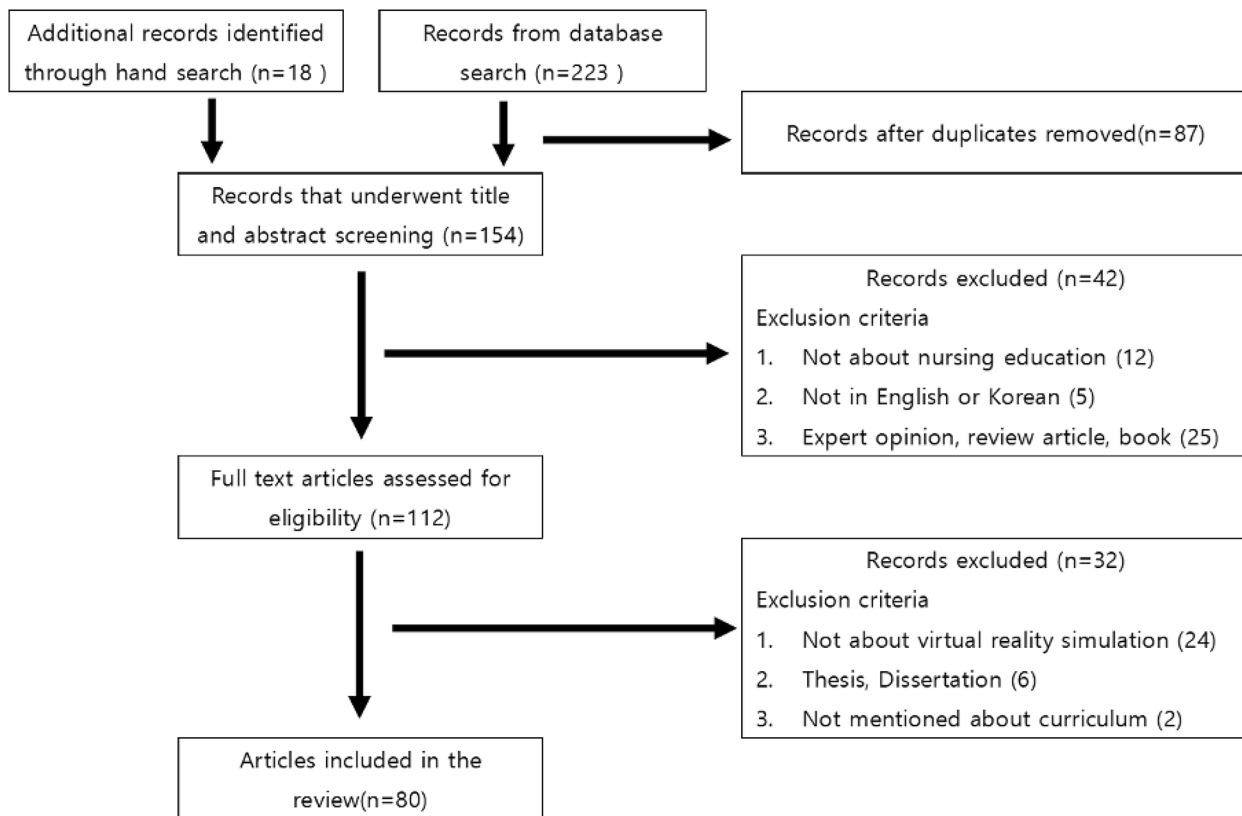 Additional records identified
through hand search (n=18 )
Records from database
search (n=223 )
Records after duplicates removed(n=87)
Records that underwent title
and abstract screening (n=154)
Records excluded (n=42)
Exclusion criteria
1. Not about nursing education (12)
2. Not in English or Korean (5)
3. Expert opinion, review article, book (25)
Full text articles assessed for
eligibility (n=112)
Records excluded (n=32)
Exclusion criteria
1. Not about virtual reality simulation (24)
2. Thesis, Dissertation (6)
3. Not mentioned about curriculum (2)
Articles included in the
review(n=80)